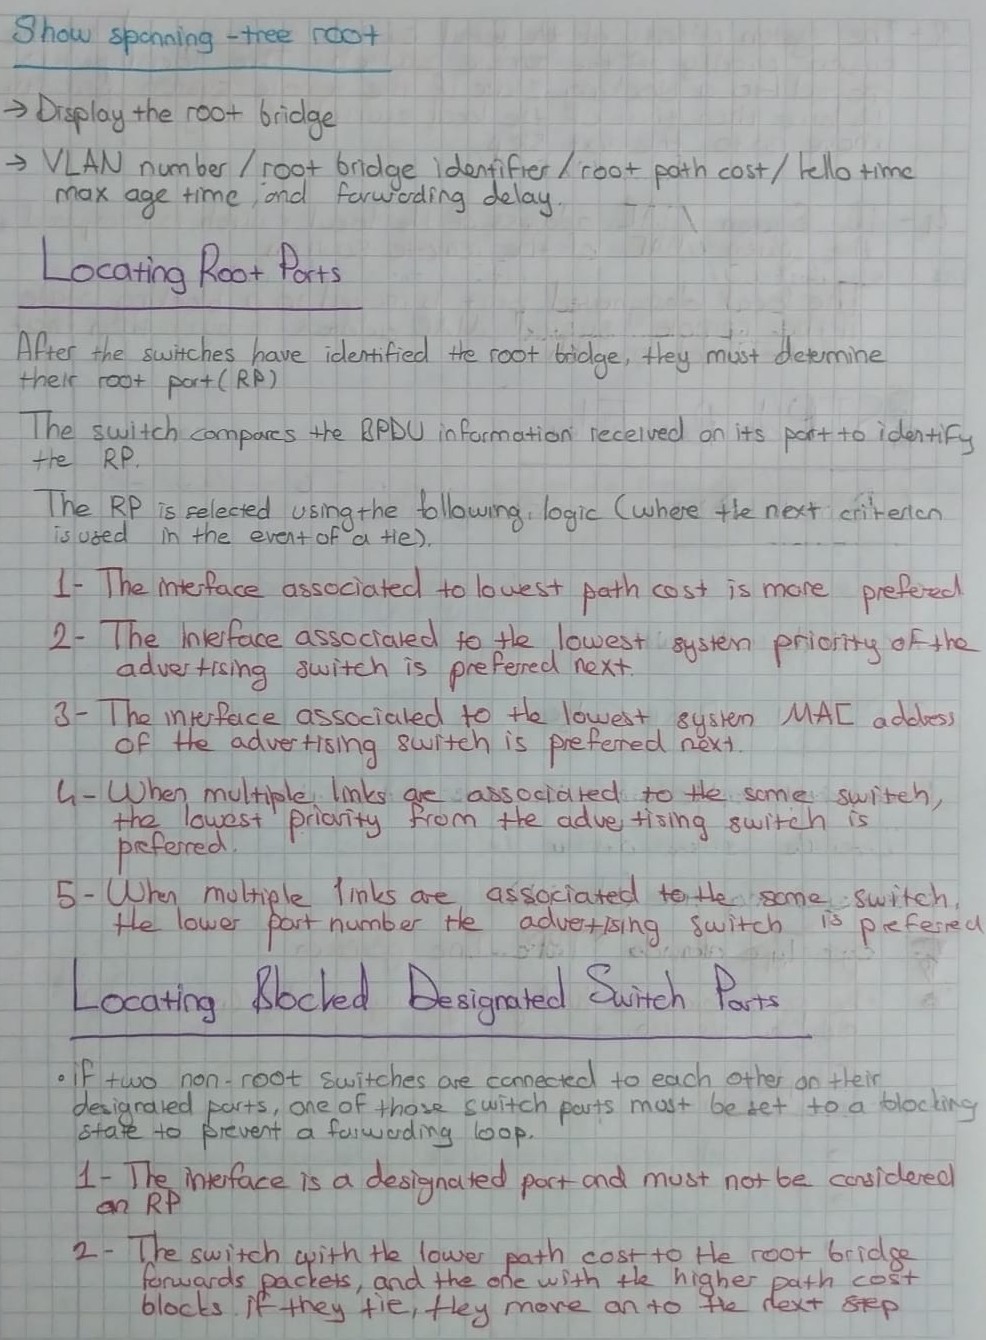 Show spanning-tree root
→ Display the root bridge
→ VLAN number / root bridge identifier / root path cost / hello time
max age time, and forwarding delay.
Locating Root Ports
After the switches have identified the root bridge, they must determine
their root port (RP)
The switch compares the BPDU information received on its port to identify
the RP.
The RP is selected using the following logic (where the next criterion
is used in the event of a tie).
1- The interface associated to lowest path cost is more prefered
2- The Interface associated to the lowest system priority of the
advertising switch is preferred next.
3- The interface associated to the lowest system MAC address
of the advertising switch is preferred next.
4- When multiple links are associated to the same switch,
the lowest priority from the advertising switch is
preferred.
5- When multiple links are associated to the same switch,
the lower port number the advertising switch is prefered
Locating Blocked Designated Switch Ports
• if two non-root switches are connected to each other on their
designated ports, one of those switch ports must be set to a blocking
state to prevent a forwarding loop.
1- The interface is a designated port and must not be considered
an RP
2- The switch with the lower path cost to the root bridge
forwards packets, and the one with the higher path cost
blocks. if they tie, they move on to the next step